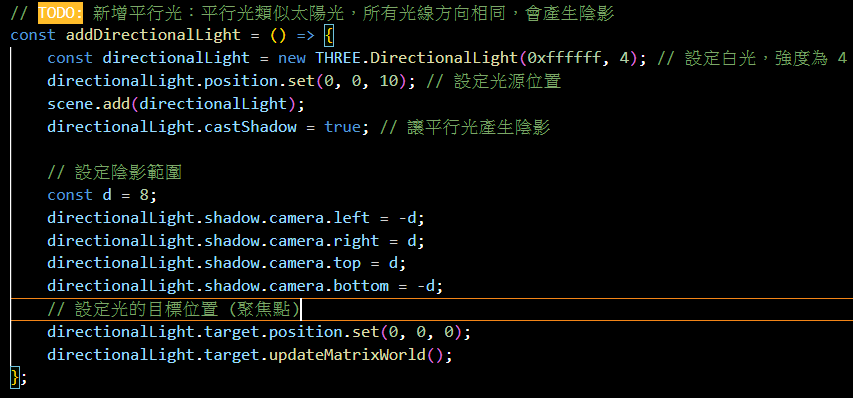 // TODO: 新增平行光：平行光類似太陽光，所有光線方向相同，會產生陰影
const addDirectionalLight = () => {
    const directionalLight = new THREE.DirectionalLight(0xffffff, 4); // 設定白光，強度為 4
    directionalLight.position.set(0, 0, 10); // 設定光源位置
    scene.add(directionalLight);
    directionalLight.castShadow = true; // 讓平行光產生陰影

    // 設定陰影範圍
    const d = 8;
    directionalLight.shadow.camera.left = -d;
    directionalLight.shadow.camera.right = d;
    directionalLight.shadow.camera.top = d;
    directionalLight.shadow.camera.bottom = -d;
    // 設定光的目標位置 (聚焦點)
    directionalLight.target.position.set(0, 0, 0);
    directionalLight.target.updateMatrixWorld();
};